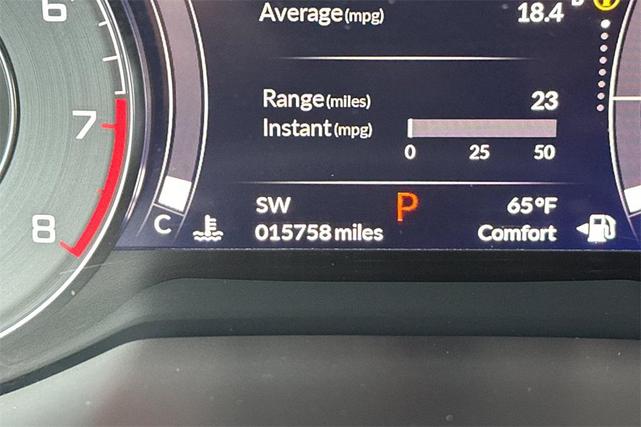 6
Average (mpg) 18.4
Range (miles) 23
7
Instant (mpg)
0 25 50
SW P 65°F
8
C
015758 miles Comfort